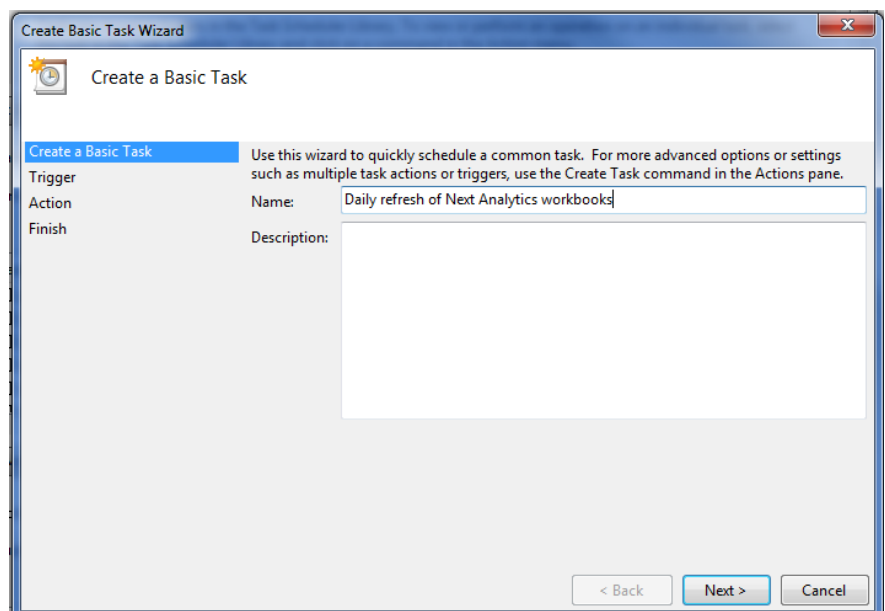 Create Basic Task Wizard
Create a Basic Task
Create a Basic Task
Trigger
Action
Finish
Use this wizard to quickly schedule a common task. For more advanced options or settings
such as multiple task actions or triggers, use the Create Task command in the Actions pane.
Name: Daily refresh of Next Analytics workbooks
Description:
< Back Next > Cancel